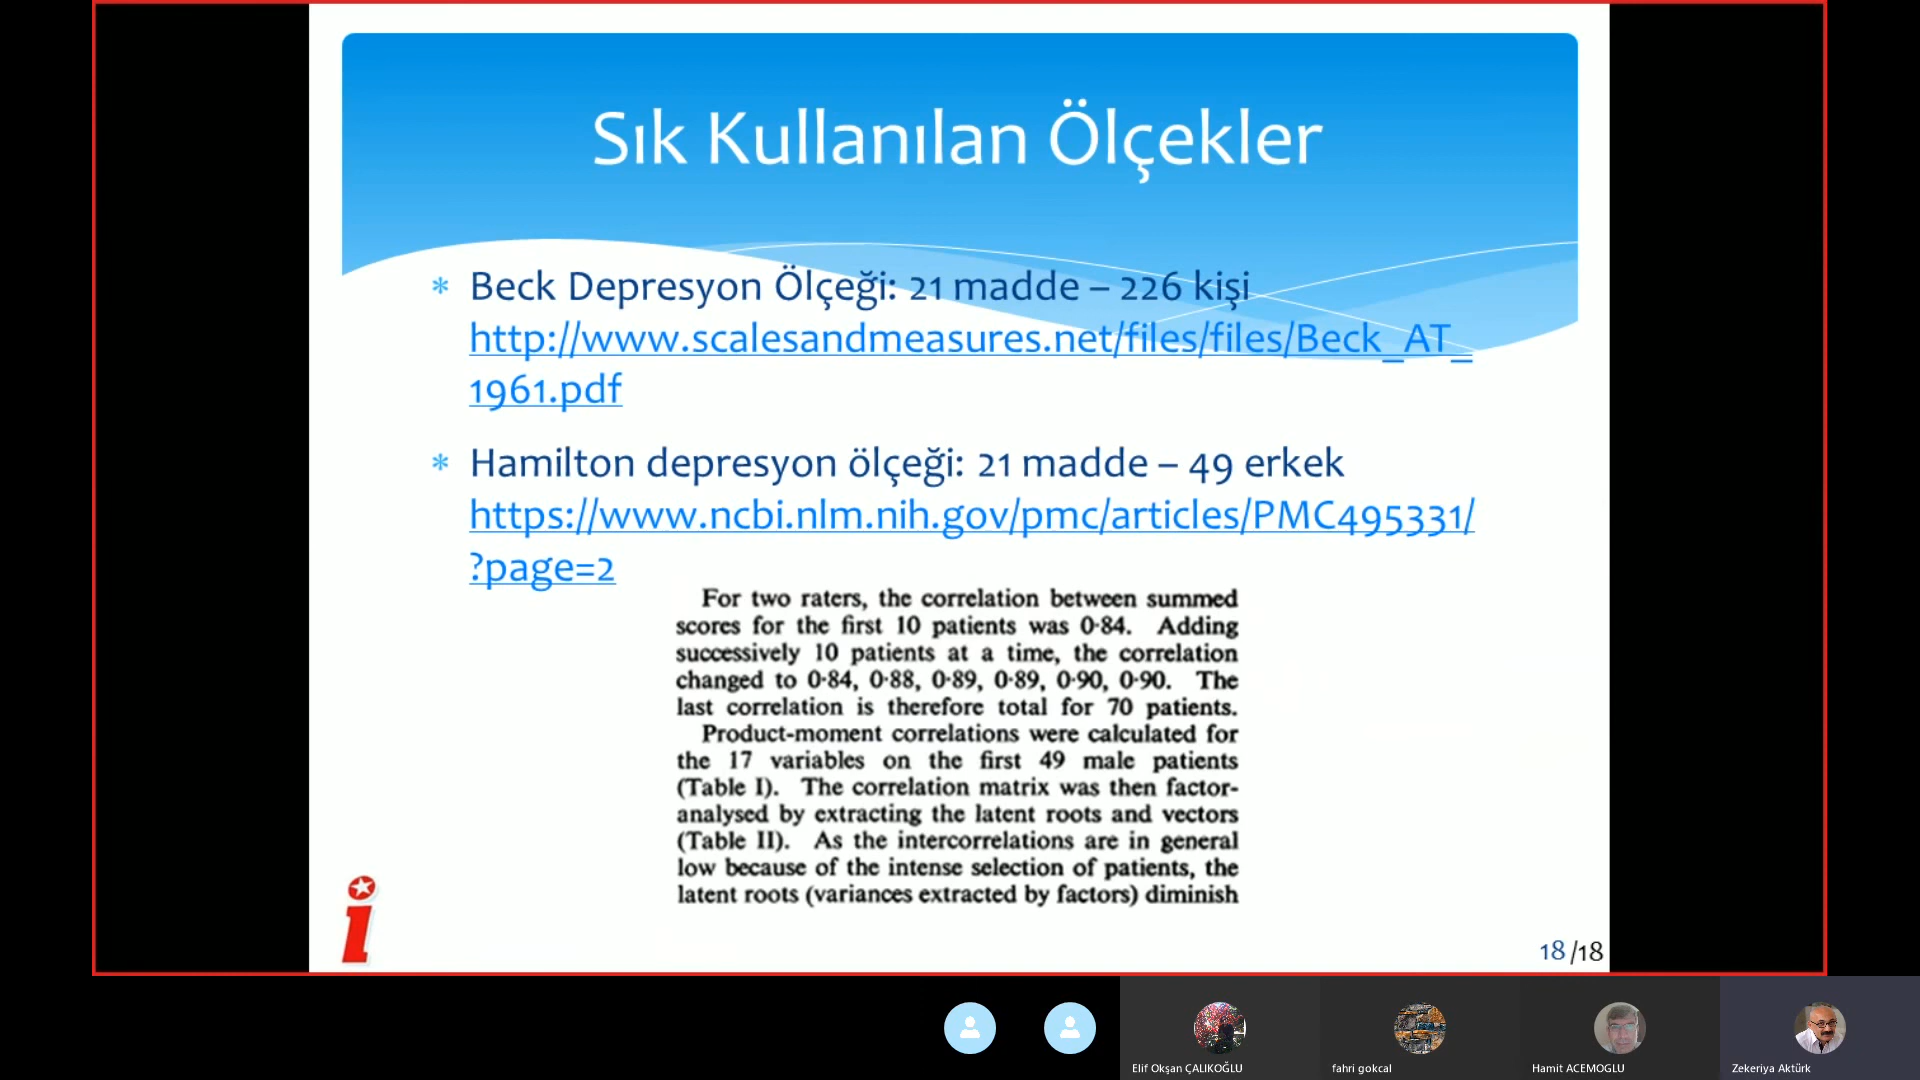 Sık Kullanılan Ölçekler
* Beck Depresyon Ölçeği: 21 madde – 226 kişi
http://www.scalesandmeasures.net/files/files/Beck_AT_
1961.pdf
* Hamilton depresyon ölçeği: 21 madde – 49 erkek
https://www.ncbi.nlm.nih.gov/pmc/articles/PMC495331/
?page=2
For two raters, the correlation between summed
scores for the first 10 patients was 0·84. Adding
successively 10 patients at a time, the correlation
changed to 0·84, 0·88, 0·89, 0·89, 0·90, 0·90. The
last correlation is therefore total for 70 patients.
Product-moment correlations were calculated for
the 17 variables on the first 49 male patients
(Table I). The correlation matrix was then factor-
analysed by extracting the latent roots and vectors
(Table II). As the intercorrelations are in general
low because of the intense selection of patients, the
latent roots (variances extracted by factors) diminish
i
18/18
Elif Okşan ÇALIKOĞLU
fahri gokcal
Hamit ACEMOGLU
Zekeriya Aktürk